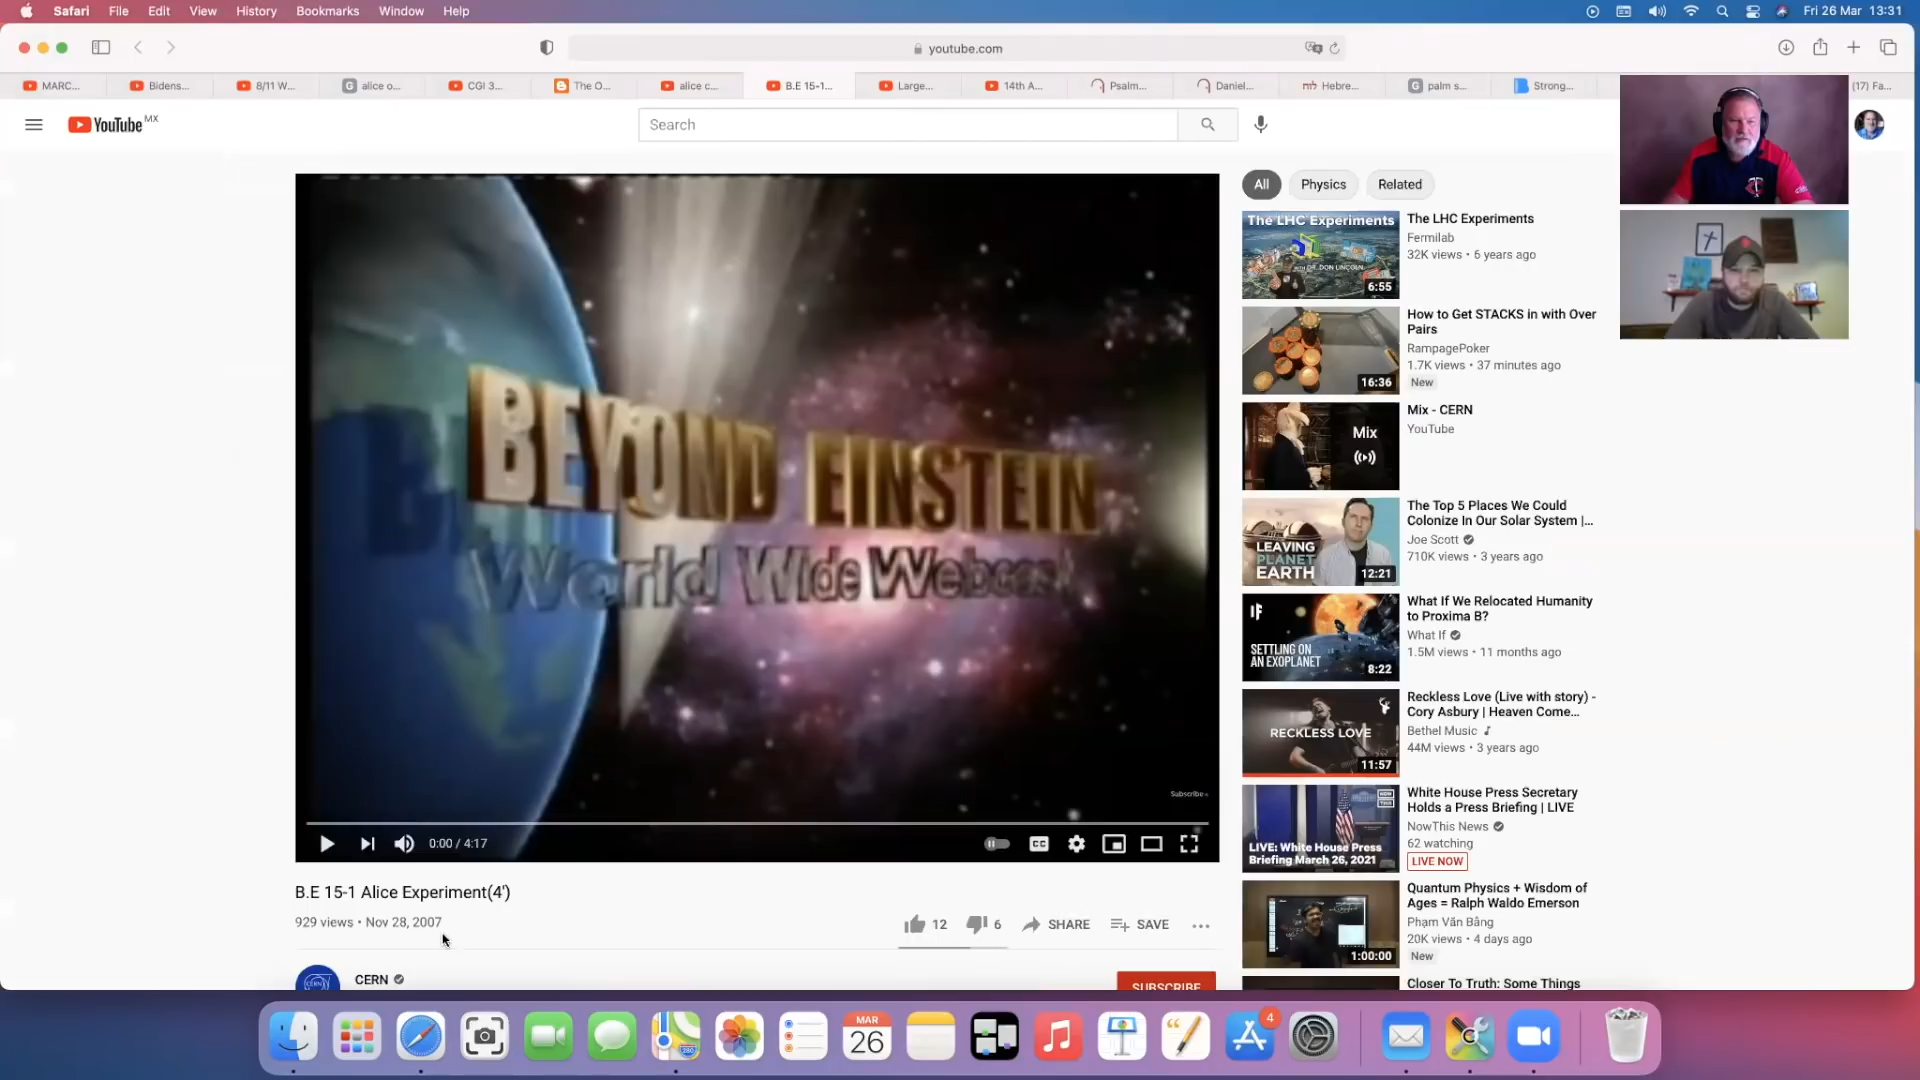 Safari File Edit View History Bookmarks Window Help
Fri 26 Mar 13:31
youtube.com
MARC...
Bidens...
8/11 W...
alice o...
CGI 3...
The O...
alice c...
B.E 15-1...
Large...
14th A...
Psalm...
Daniel...
Hebre...
palm s...
Strong...
(17) Fa...
YouTube MX
Search
BEYOND EINSTEIN
World Wide Webcast
Subscribe
0:00 / 4:17
CC
B.E 15-1 Alice Experiment(4')
929 views • Nov 28, 2007
12
6
SHARE
SAVE
CERN
SUBSCRIBE
All
Physics
Related
The LHC Experiments
WITH DR. DON LINCOLN
6:55
The LHC Experiments
Fermilab
32K views • 6 years ago
16:36
How to Get STACKS in with Over
Pairs
RampagePoker
1.7K views • 37 minutes ago
New
Mix
Mix - CERN
YouTube
LEAVING
PLANET
EARTH
12:21
The Top 5 Places We Could
Colonize In Our Solar System |...
Joe Scott
710K views • 3 years ago
IF
SETTLING ON
AN EXOPLANET
8:22
What If We Relocated Humanity
to Proxima B?
What If
1.5M views • 11 months ago
RECKLESS LOVE
11:57
Reckless Love (Live with story) -
Cory Asbury | Heaven Come...
Bethel Music
44M views • 3 years ago
LIVE: White House Press
Briefing March 26, 2021
White House Press Secretary
Holds a Press Briefing | LIVE
NowThis News
62 watching
LIVE NOW
1:00:00
Quantum Physics + Wisdom of
Ages = Ralph Waldo Emerson
Phạm Văn Bảng
20K views • 4 days ago
New
Closer To Truth: Some Things
MAR
26
280
4